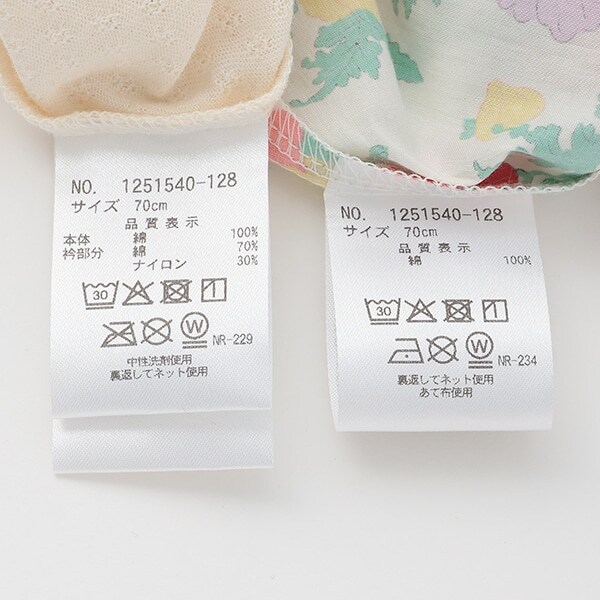 NO. 1251540-128
サイズ 70cm
品質表示
本体 綿 100%
衿部分 綿 70%
ナイロン 30%
30
W NR-229
中性洗剤使用
裏返してネット使用
NO. 1251540-128
サイズ 70cm
品質表示
綿 100%
30
W NR-234
裏返してネット使用
あて布使用